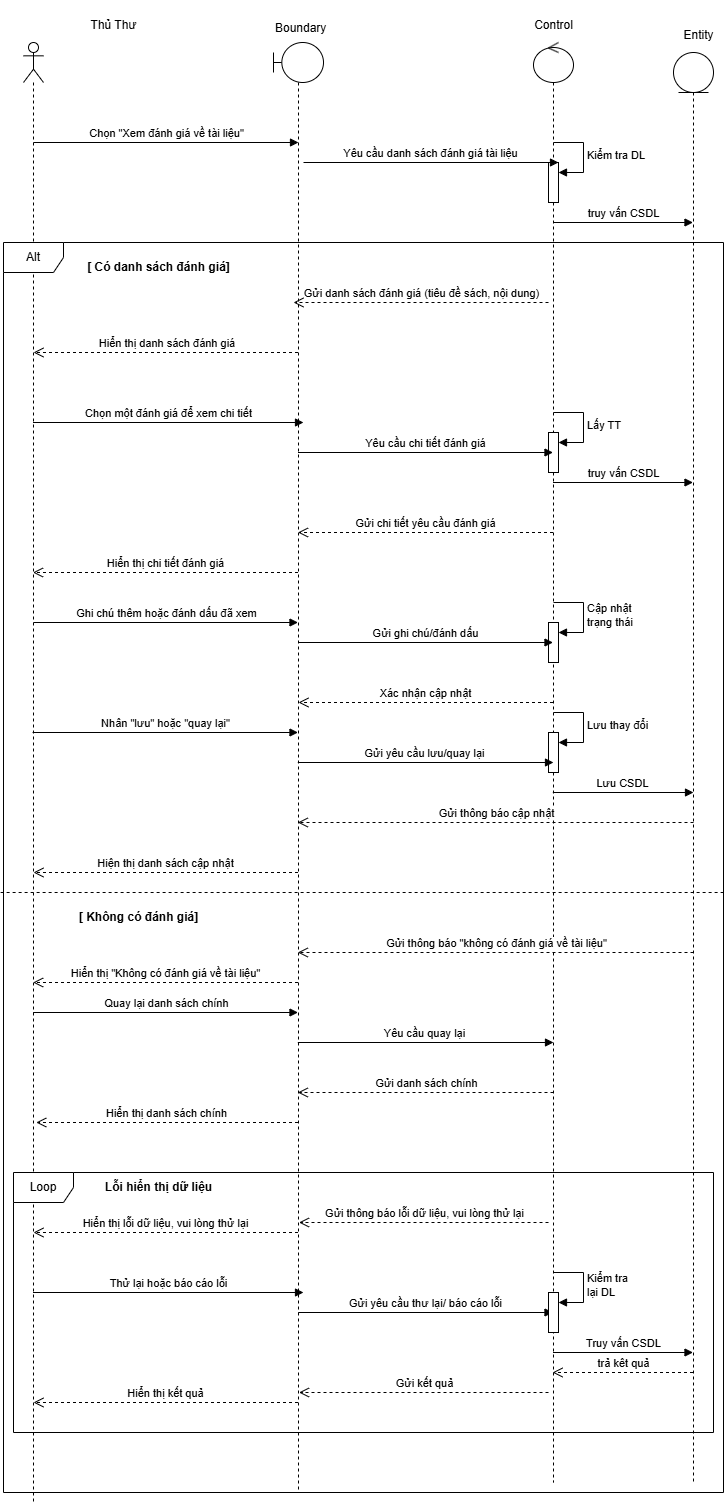 Thủ Thư
Boundary
Control
Entity
Chọn "Xem đánh giá về tài liệu"
Yêu cầu danh sách đánh giá tài liệu
Kiểm tra DL
truy vấn CSDL
Alt
[ Có danh sách đánh giá]
Gửi danh sách đánh giá (tiêu đề sách, nội dung)
Hiển thị danh sách đánh giá
Chọn một đánh giá để xem chi tiết
Lấy TT
Yêu cầu chi tiết đánh giá
truy vấn CSDL
Gửi chi tiết yêu cầu đánh giá
Hiển thị chi tiết đánh giá
Ghi chú thêm hoặc đánh dấu đã xem
Cập nhật
trạng thái
Gửi ghi chú/đánh dấu
Xác nhận cập nhật
Nhân "lưu" hoặc "quay lại"
Lưu thay đổi
Gửi yêu cầu lưu/quay lại
Lưu CSDL
Gửi thông báo cập nhật
Hiện thị danh sách cập nhật
[ Không có đánh giá]
Gửi thông báo "không có đánh giá về tài liệu"
Hiển thị "Không có đánh giá về tài liệu"
Quay lại danh sách chính
Yêu cầu quay lại
Gửi danh sách chính
Hiển thị danh sách chính
Loop
Lỗi hiển thị dữ liệu
Gửi thông báo lỗi dữ liệu, vui lòng thử lại
Hiển thị lỗi dữ liệu, vui lòng thử lại
Thử lại hoặc báo cáo lỗi
Kiểm tra
lại DL
Gửi yêu cầu thư lại/ báo cáo lỗi
Truy vấn CSDL
trả kết quả
Gửi kết quả
Hiển thị kết quả